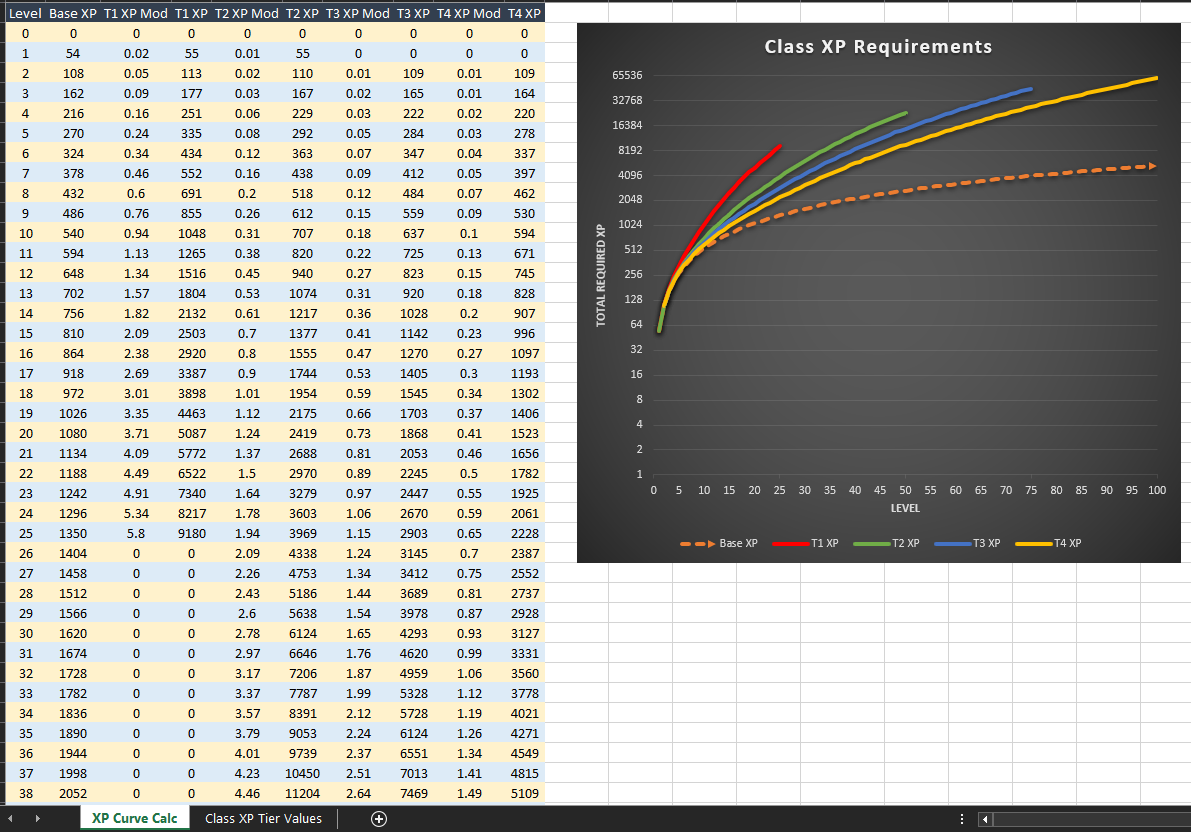 Level Base XP T1 XP Mod T1 XP T2 XP Mod T2 XP T3 XP Mod T3 XP T4 XP Mod T4 XP
0 0 0 0 0 0 0 0 0 0
1 54 0.02 55 0.01 55 0 0 0 0
2 108 0.05 113 0.02 110 0.01 109 0.01 109
3 162 0.09 177 0.03 167 0.02 165 0.01 164
4 216 0.16 251 0.06 229 0.03 222 0.02 220
5 270 0.24 335 0.08 292 0.05 284 0.03 278
6 324 0.34 434 0.12 363 0.07 347 0.04 337
7 378 0.46 552 0.16 438 0.09 412 0.05 397
8 432 0.6 691 0.2 518 0.12 484 0.07 462
9 486 0.76 855 0.26 612 0.15 559 0.09 530
10 540 0.94 1048 0.31 707 0.18 637 0.1 594
11 594 1.13 1265 0.38 820 0.22 725 0.13 671
12 648 1.34 1516 0.45 940 0.27 823 0.15 745
13 702 1.57 1804 0.53 1074 0.31 920 0.18 828
14 756 1.82 2132 0.61 1217 0.36 1028 0.2 907
15 810 2.09 2503 0.7 1377 0.41 1142 0.23 996
16 864 2.38 2920 0.8 1555 0.47 1270 0.27 1097
17 918 2.69 3387 0.9 1744 0.53 1405 0.3 1193
18 972 3.01 3898 1.01 1954 0.59 1545 0.34 1302
19 1026 3.35 4463 1.12 2175 0.66 1703 0.37 1406
20 1080 3.71 5087 1.24 2419 0.73 1868 0.41 1523
21 1134 4.09 5772 1.37 2688 0.81 2053 0.46 1656
22 1188 4.49 6522 1.5 2970 0.89 2245 0.5 1782
23 1242 4.91 7340 1.64 3279 0.97 2447 0.55 1925
24 1296 5.34 8217 1.78 3603 1.06 2670 0.59 2061
25 1350 5.8 9180 1.94 3969 1.15 2903 0.65 2228
26 1404 0 0 2.09 4338 1.24 3145 0.7 2387
27 1458 0 0 2.26 4753 1.34 3412 0.75 2552
28 1512 0 0 2.43 5186 1.44 3689 0.81 2737
29 1566 0 0 2.6 5638 1.54 3978 0.87 2928
30 1620 0 0 2.78 6124 1.65 4293 0.93 3127
31 1674 0 0 2.97 6646 1.76 4620 0.99 3331
32 1728 0 0 3.17 7206 1.87 4959 1.06 3560
33 1782 0 0 3.37 7787 1.99 5328 1.12 3778
34 1836 0 0 3.57 8391 2.12 5728 1.19 4021
35 1890 0 0 3.79 9053 2.24 6124 1.26 4271
36 1944 0 0 4.01 9739 2.37 6551 1.34 4549
37 1998 0 0 4.23 10450 2.51 7013 1.41 4815
38 2052 0 0 4.46 11204 2.64 7469 1.49 5109
Class XP Requirements
TOTAL REQUIRED XP
65536
32768
16384
8192
4096
2048
1024
512
256
128
64
32
16
8
4
2
1
0 5 10 15 20 25 30 35 40 45 50 55 60 65 70 75 80 85 90 95 100
LEVEL
Base XP T1 XP T2 XP T3 XP T4 XP
XP Curve Calc Class XP Tier Values